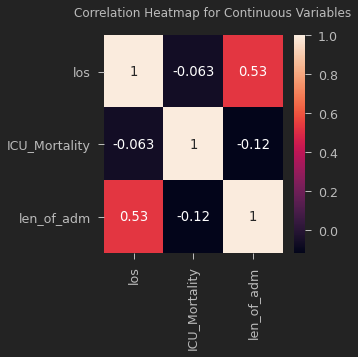 Correlation Heatmap for Continuous Variables
los
1
-0.063
0.53
ICU_Mortality
-0.063
1
-0.12
len_of_adm
0.53
-0.12
1
los
ICU_Mortality
len_of_adm
1.0
0.8
0.6
0.4
0.2
0.0